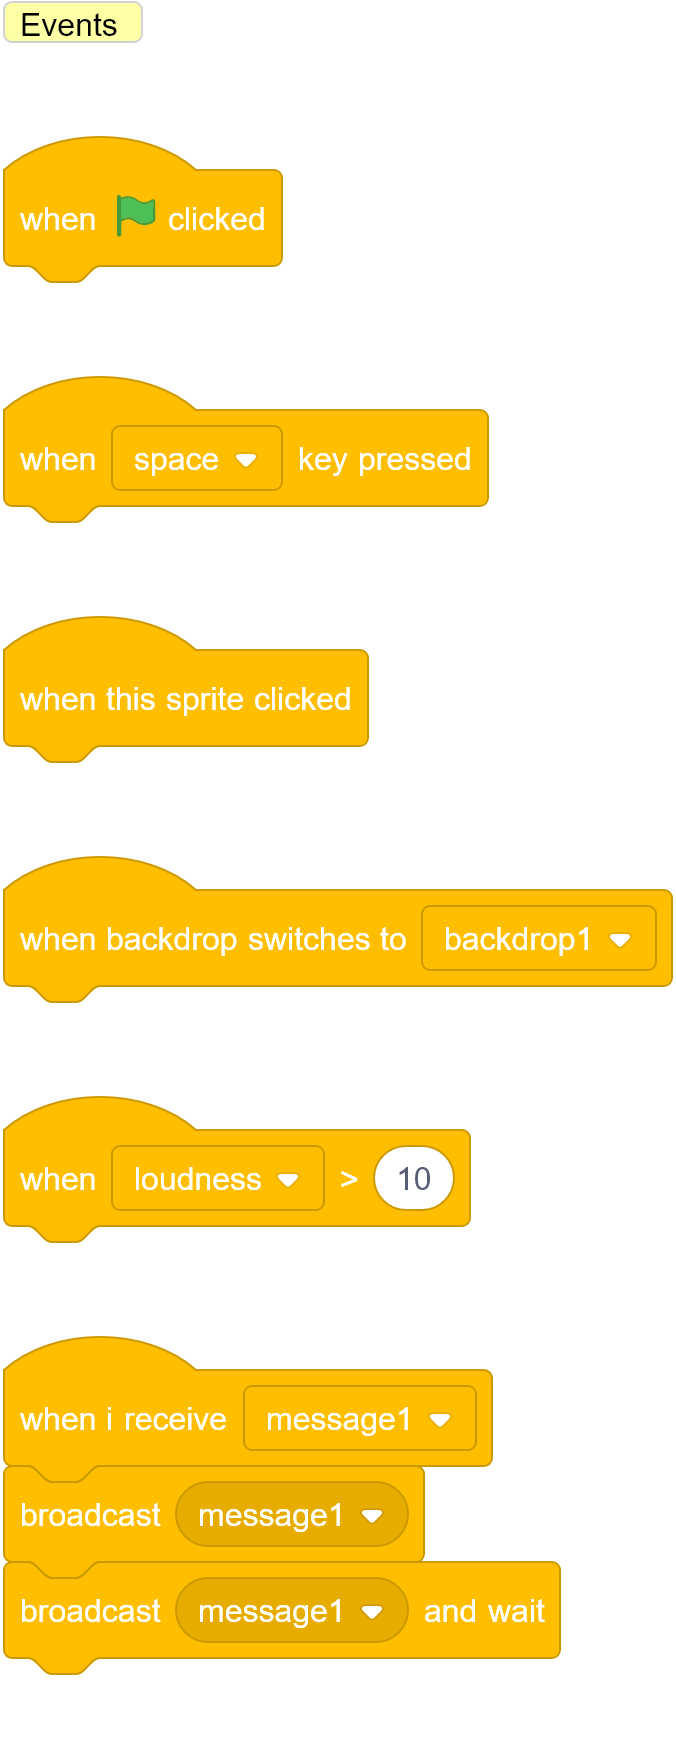 Events
when clicked
when space key pressed
when this sprite clicked
when backdrop switches to backdrop1
when loudness > 10
when i receive message1
broadcast message1
broadcast message1 and wait